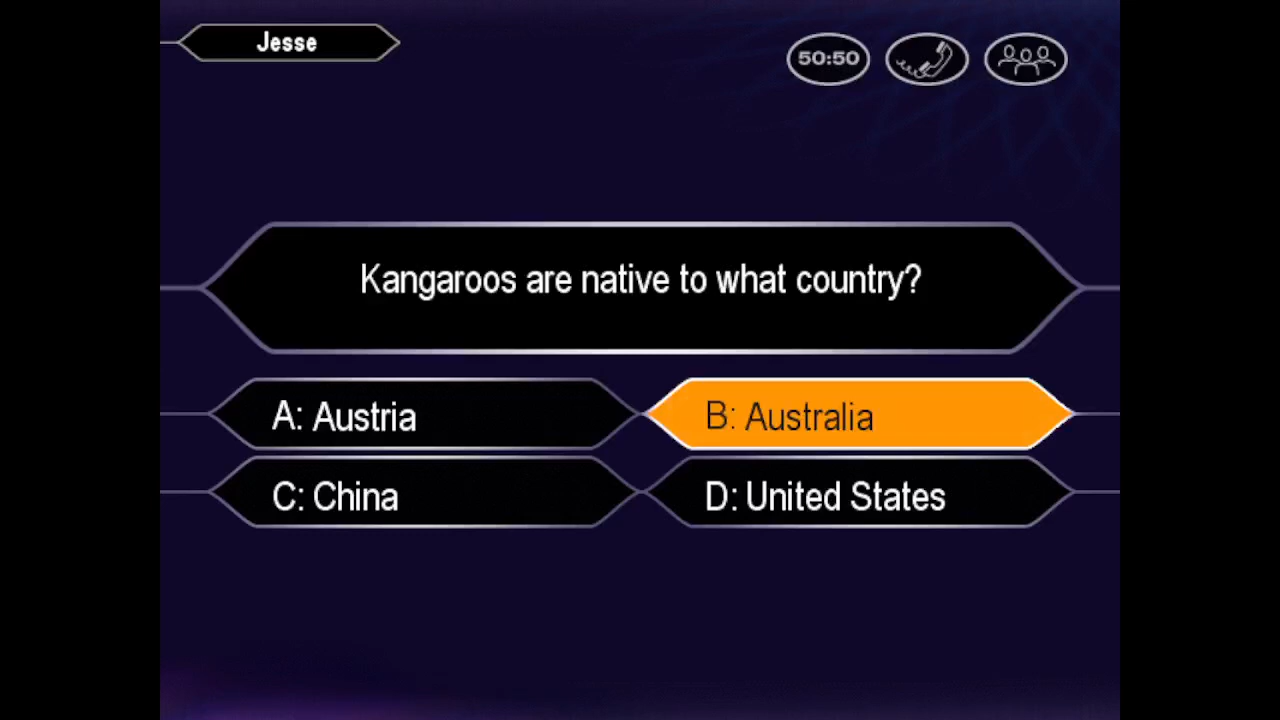 Jesse
50:50
Kangaroos are native to what country?
A: Austria
B: Australia
C: China
D: United States